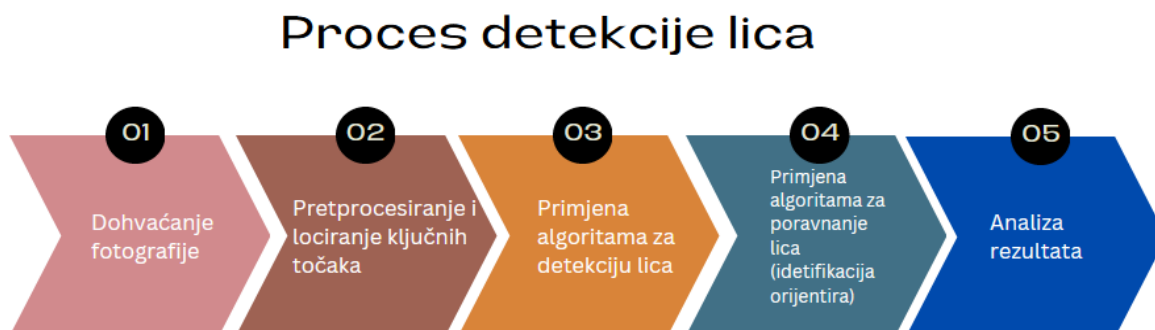 Proces detekcije lica
01
Dohvaćanje
fotografije
02
Pretprocesiranje i
lociranje ključnih
točaka
03
Primjena
algoritama za
detekciju lica
04
Primjena
algoritama za
poravnanje
lica
(idetifikacija
orijentira)
05
Analiza
rezultata